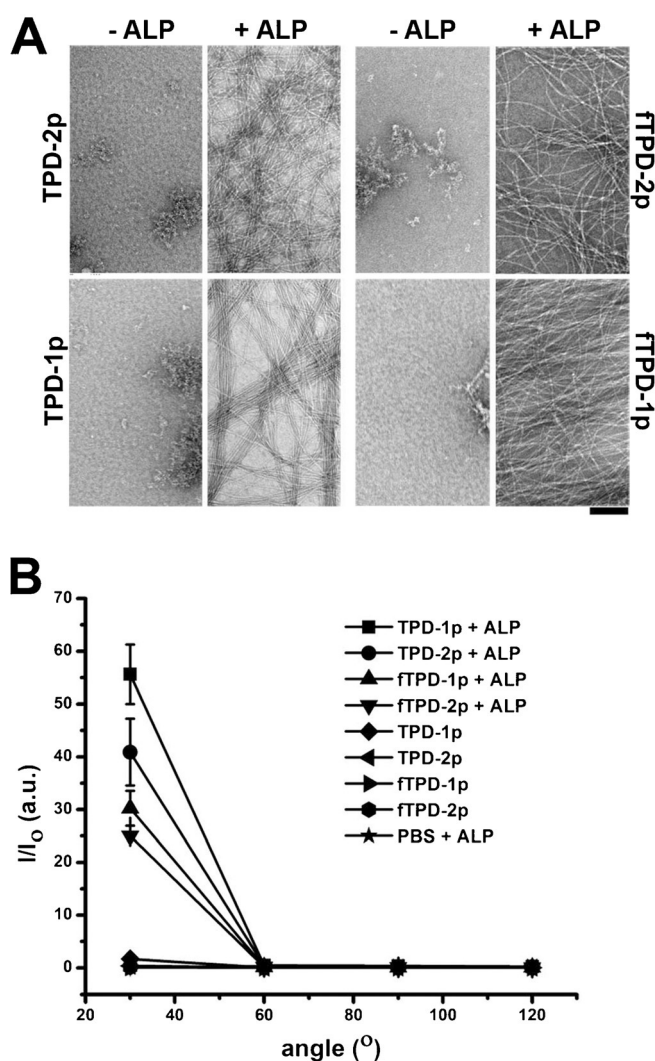 A
- ALP
+ ALP
- ALP
+ ALP
TPD-2p
fTPD-2p
TPD-1p
fTPD-1p
B
70
60
50
40
30
20
10
0
I/I₀ (a.u.)
TPD-1p + ALP
TPD-2p + ALP
fTPD-1p + ALP
fTPD-2p + ALP
TPD-1p
TPD-2p
fTPD-1p
fTPD-2p
PBS + ALP
20 40 60 80 100 120
angle (°)